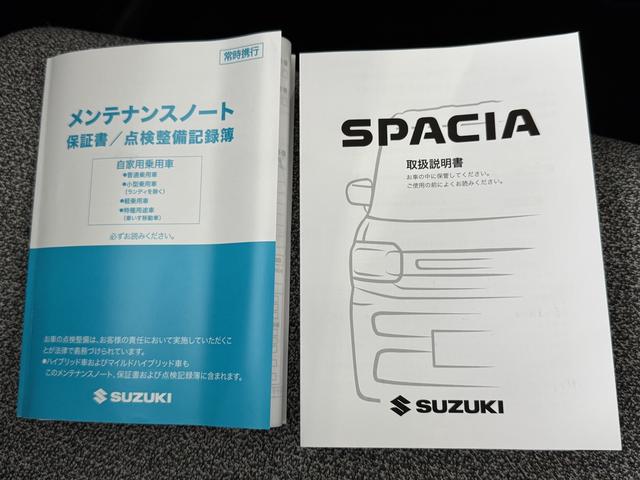 常時携行
メンテナンスノート
保証書／点検整備記録簿
自家用乗用車
●普通乗用車
●小型乗用車
（ランディを除く）
●軽乗用車
●特種用途車
（車いす移動車）
必ずお読みください。
お車の点検整備は、お客様の責任において実施していただくこ
とが法律で義務づけられています。
●ハイブリッド車およびマイルドハイブリッド車も
このメンテナンスノート、保証書および点検記録簿に含まれます。
SUZUKI
SPACIA
取扱説明書
お車の中に保管してください。
ご使用の前によくお読みください。
SUZUKI